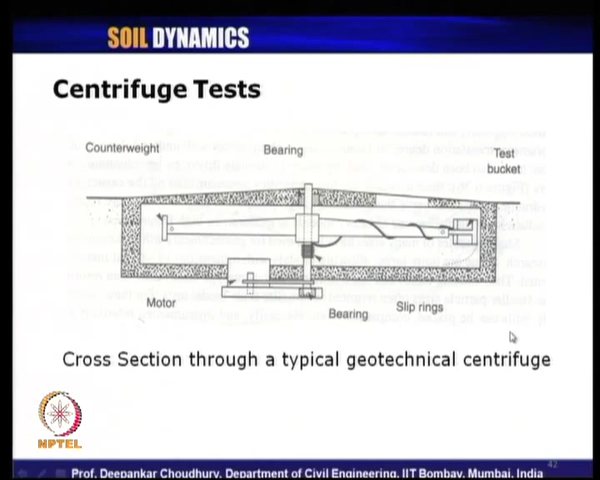 SOIL DYNAMICS
Centrifuge Tests
Counterweight
Bearing
Test
bucket
Motor
Bearing
Slip rings
Cross Section through a typical geotechnical centrifuge
NPTEL
42
Prof. Deepankar Choudhury, Department of Civil Engineering, IIT Bombay, Mumbai, India